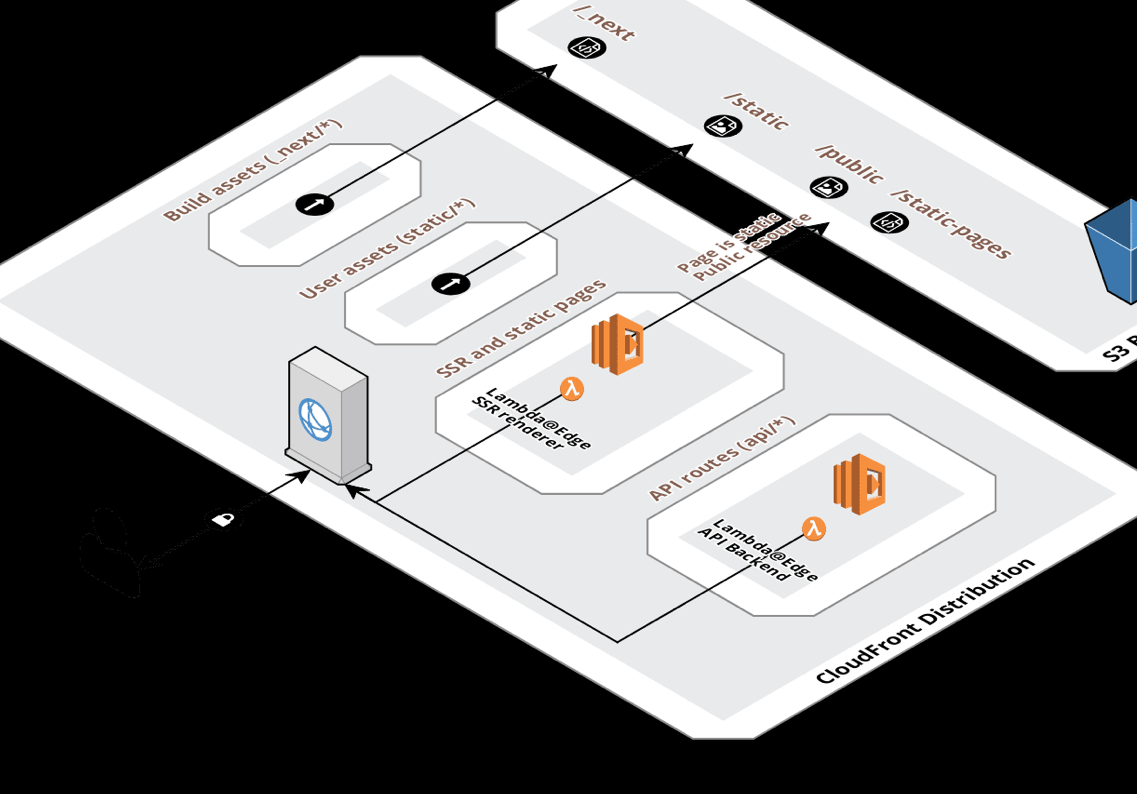 /_next
/static
/public
/static-pages
Build assets (_next/*)
User assets (static/*)
Page is static
Public resource
SSR and static pages
Lambda@Edge
SSR renderer
API routes (api/*)
Lambda@Edge
API Backend
CloudFront Distribution
S3